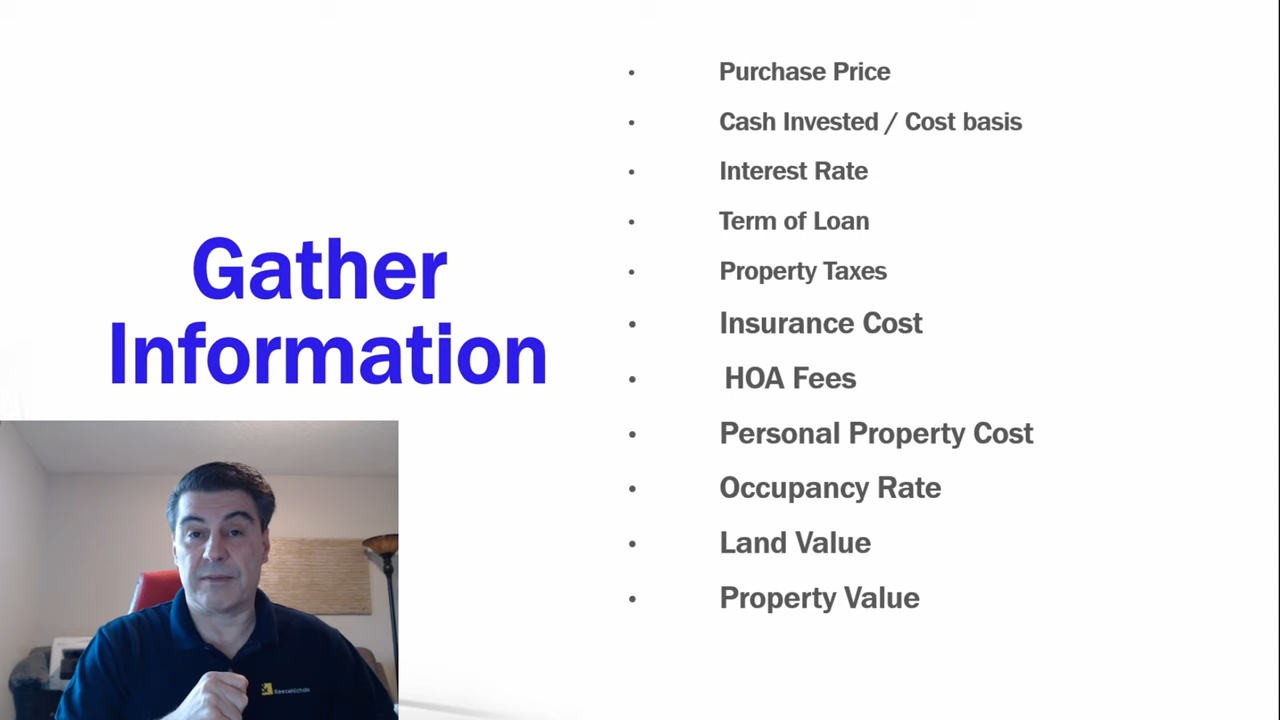 Gather
Information
• Purchase Price
• Cash Invested / Cost basis
• Interest Rate
• Term of Loan
• Property Taxes
• Insurance Cost
• HOA Fees
• Personal Property Cost
• Occupancy Rate
• Land Value
• Property Value
ReeceNichols